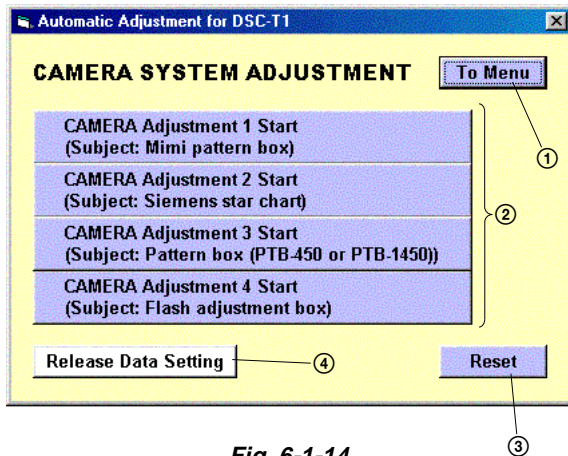 Automatic Adjustment for DSC-T1
CAMERA SYSTEM ADJUSTMENT
To Menu
①
CAMERA Adjustment 1 Start
(Subject: Mimi pattern box)
CAMERA Adjustment 2 Start
(Subject: Siemens star chart)
②
CAMERA Adjustment 3 Start
(Subject: Pattern box (PTB-450 or PTB-1450))
CAMERA Adjustment 4 Start
(Subject: Flash adjustment box)
Release Data Setting
④
Reset
③
Fig. 6-1-14